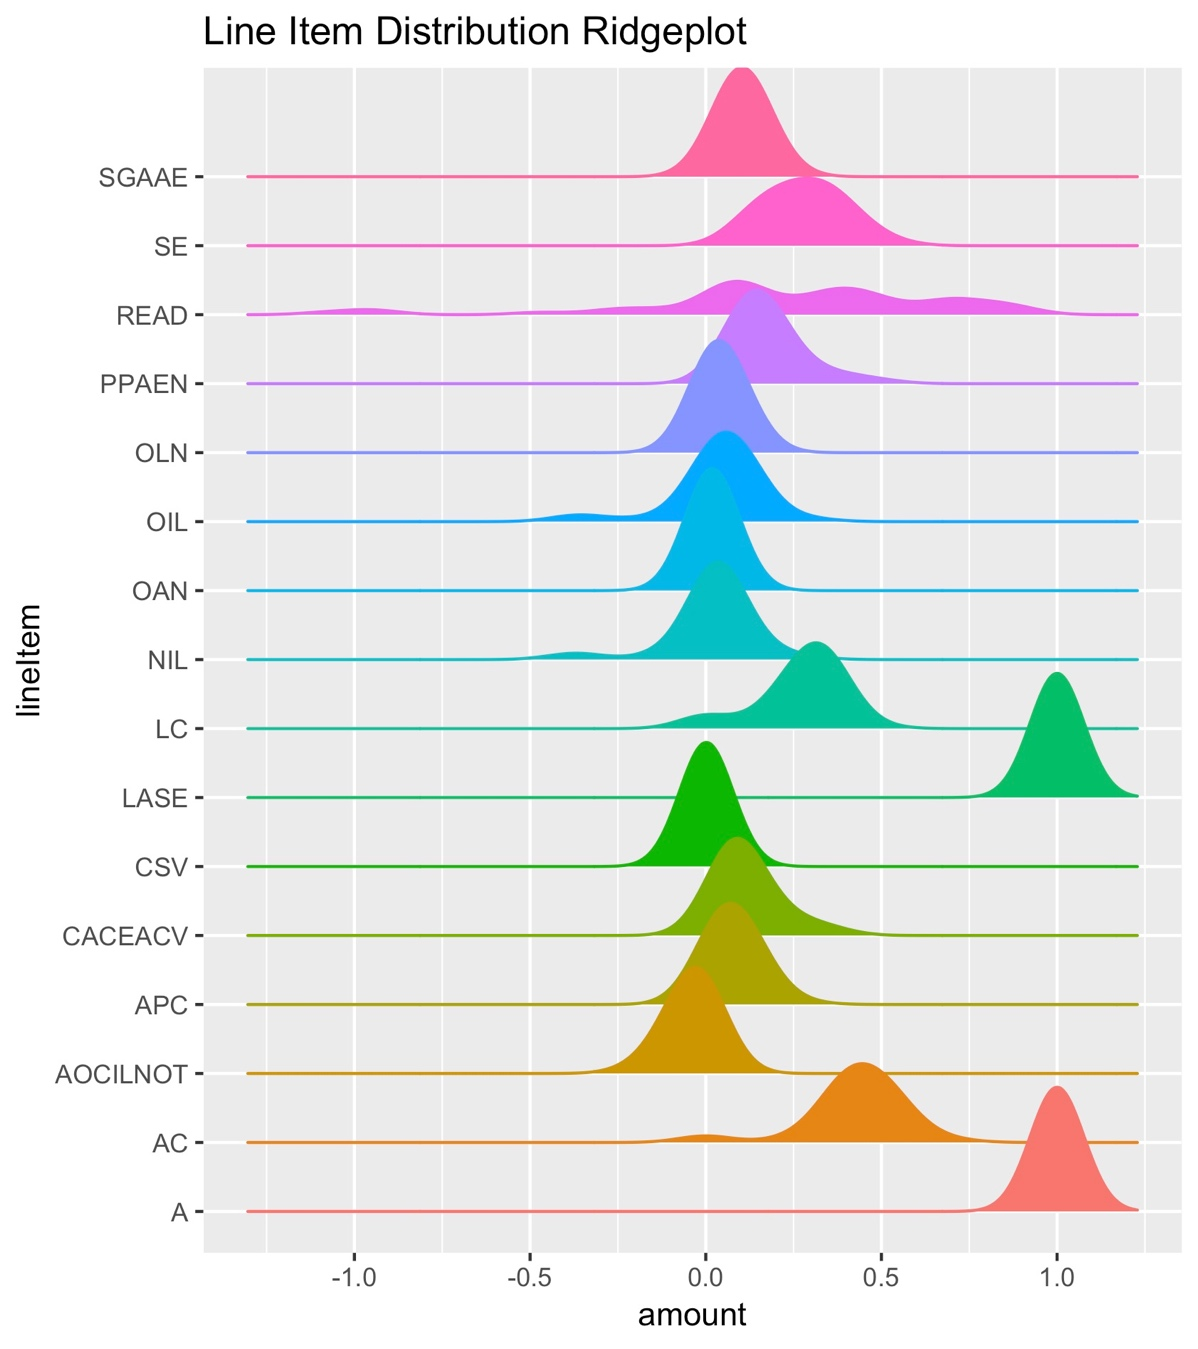 Line Item Distribution Ridgeplot
lineItem
SGAAE
SE
READ
PPAEN
OLN
OIL
OAN
NIL
LC
LASE
CSV
CACEACV
APC
AOCILNOT
AC
A
-1.0 -0.5 0.0 0.5 1.0
amount